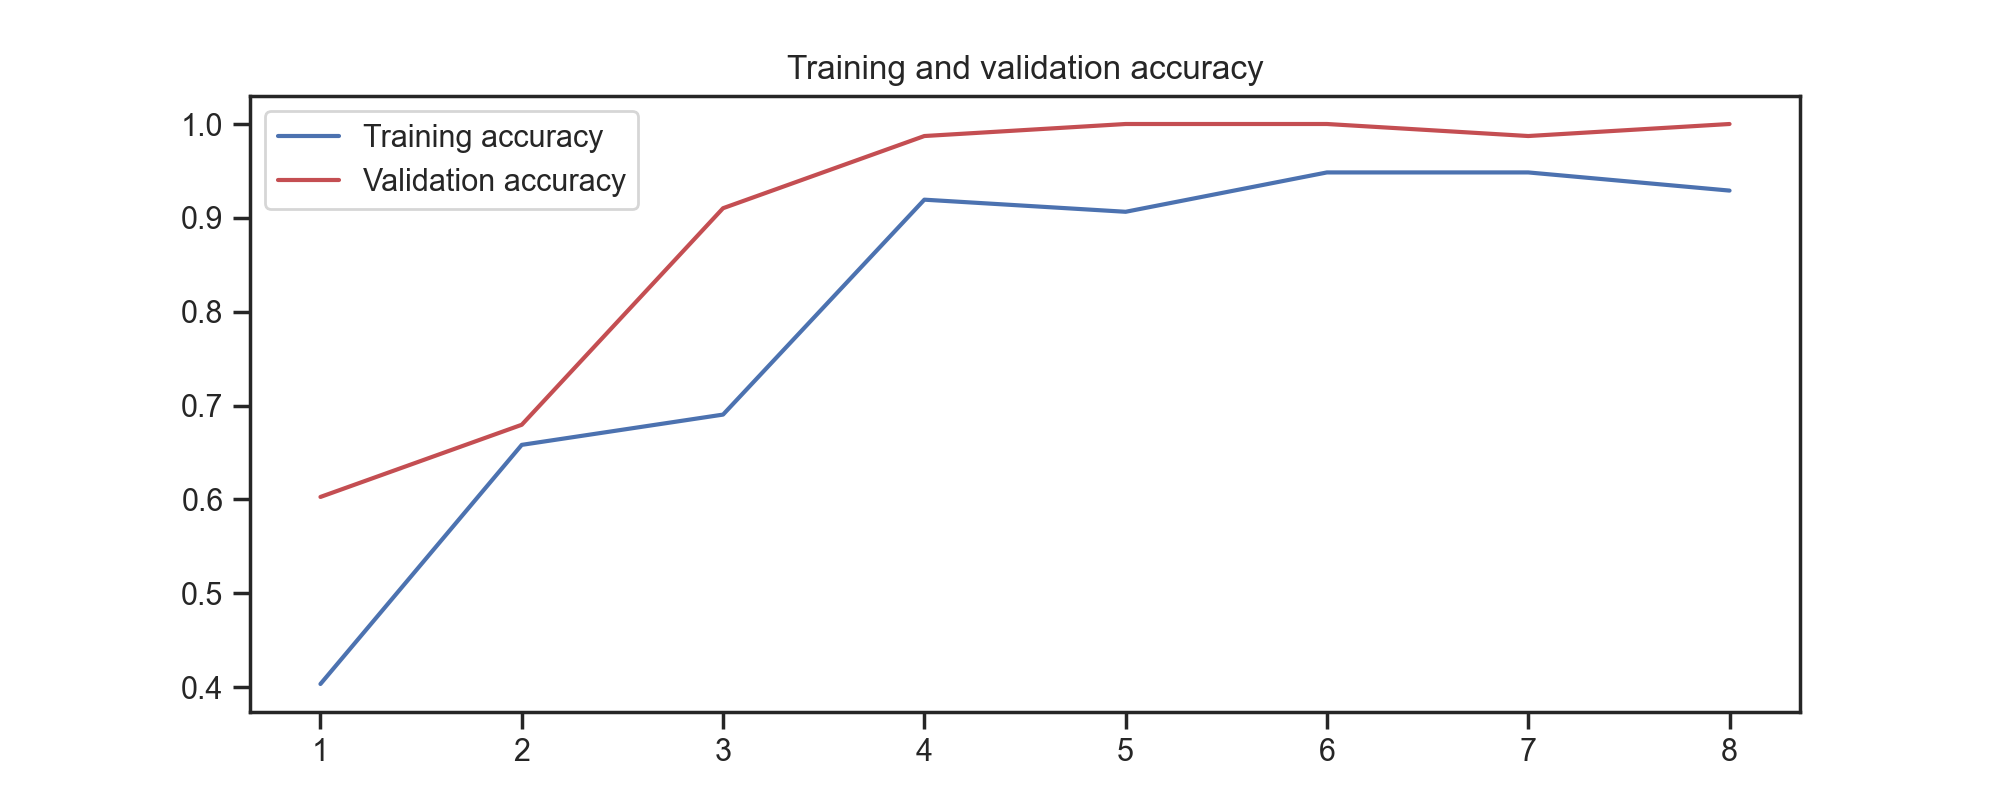 Training and validation accuracy
Training accuracy
Validation accuracy
1.0
0.9
0.8
0.7
0.6
0.5
0.4
1 2 3 4 5 6 7 8